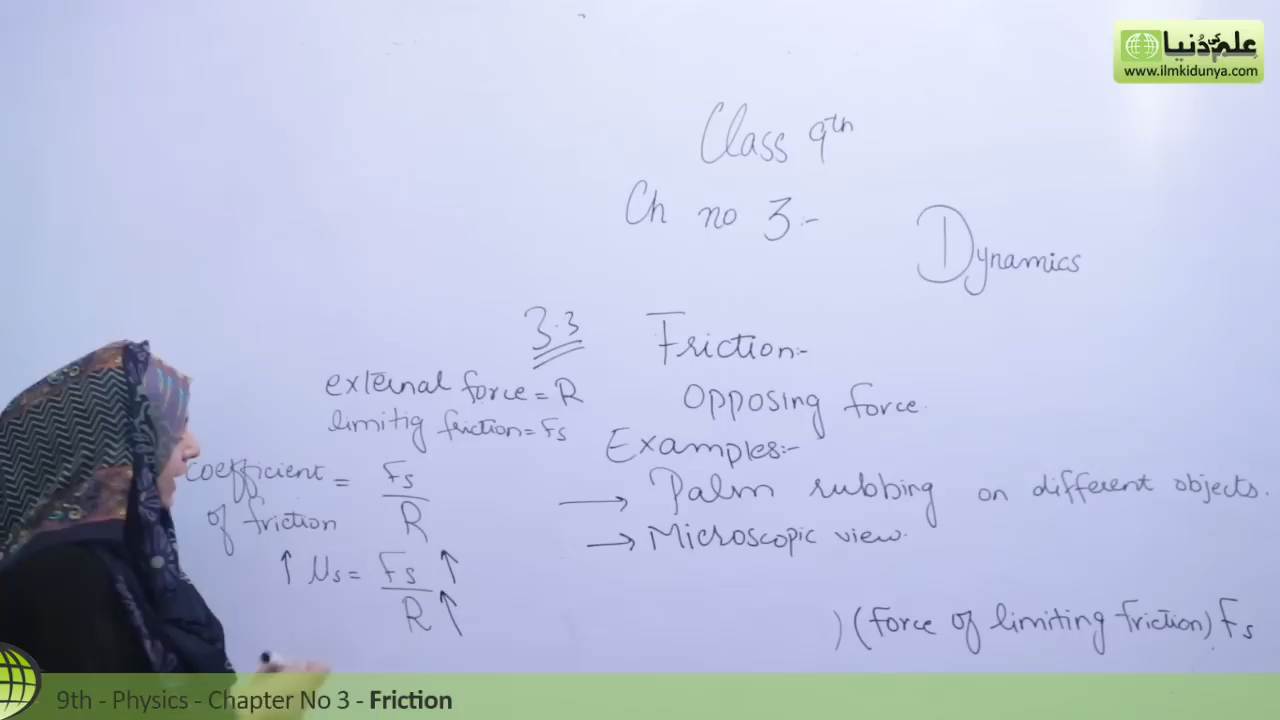 علم کی دُنیا
www.ilmkidunya.com
Class 9th
Ch no 3:-
Dynamics
3.3 Friction:-
external force = R
limitig friction = Fs
Opposing force.
Examples:-
coefficient of friction = Fs / R
→ Palm rubbing on different objects.
→ Microscopic view.
↑ μs = Fs ↑ / R ↑
) (force of limiting friction) Fs
9th - Physics - Chapter No 3 - Friction